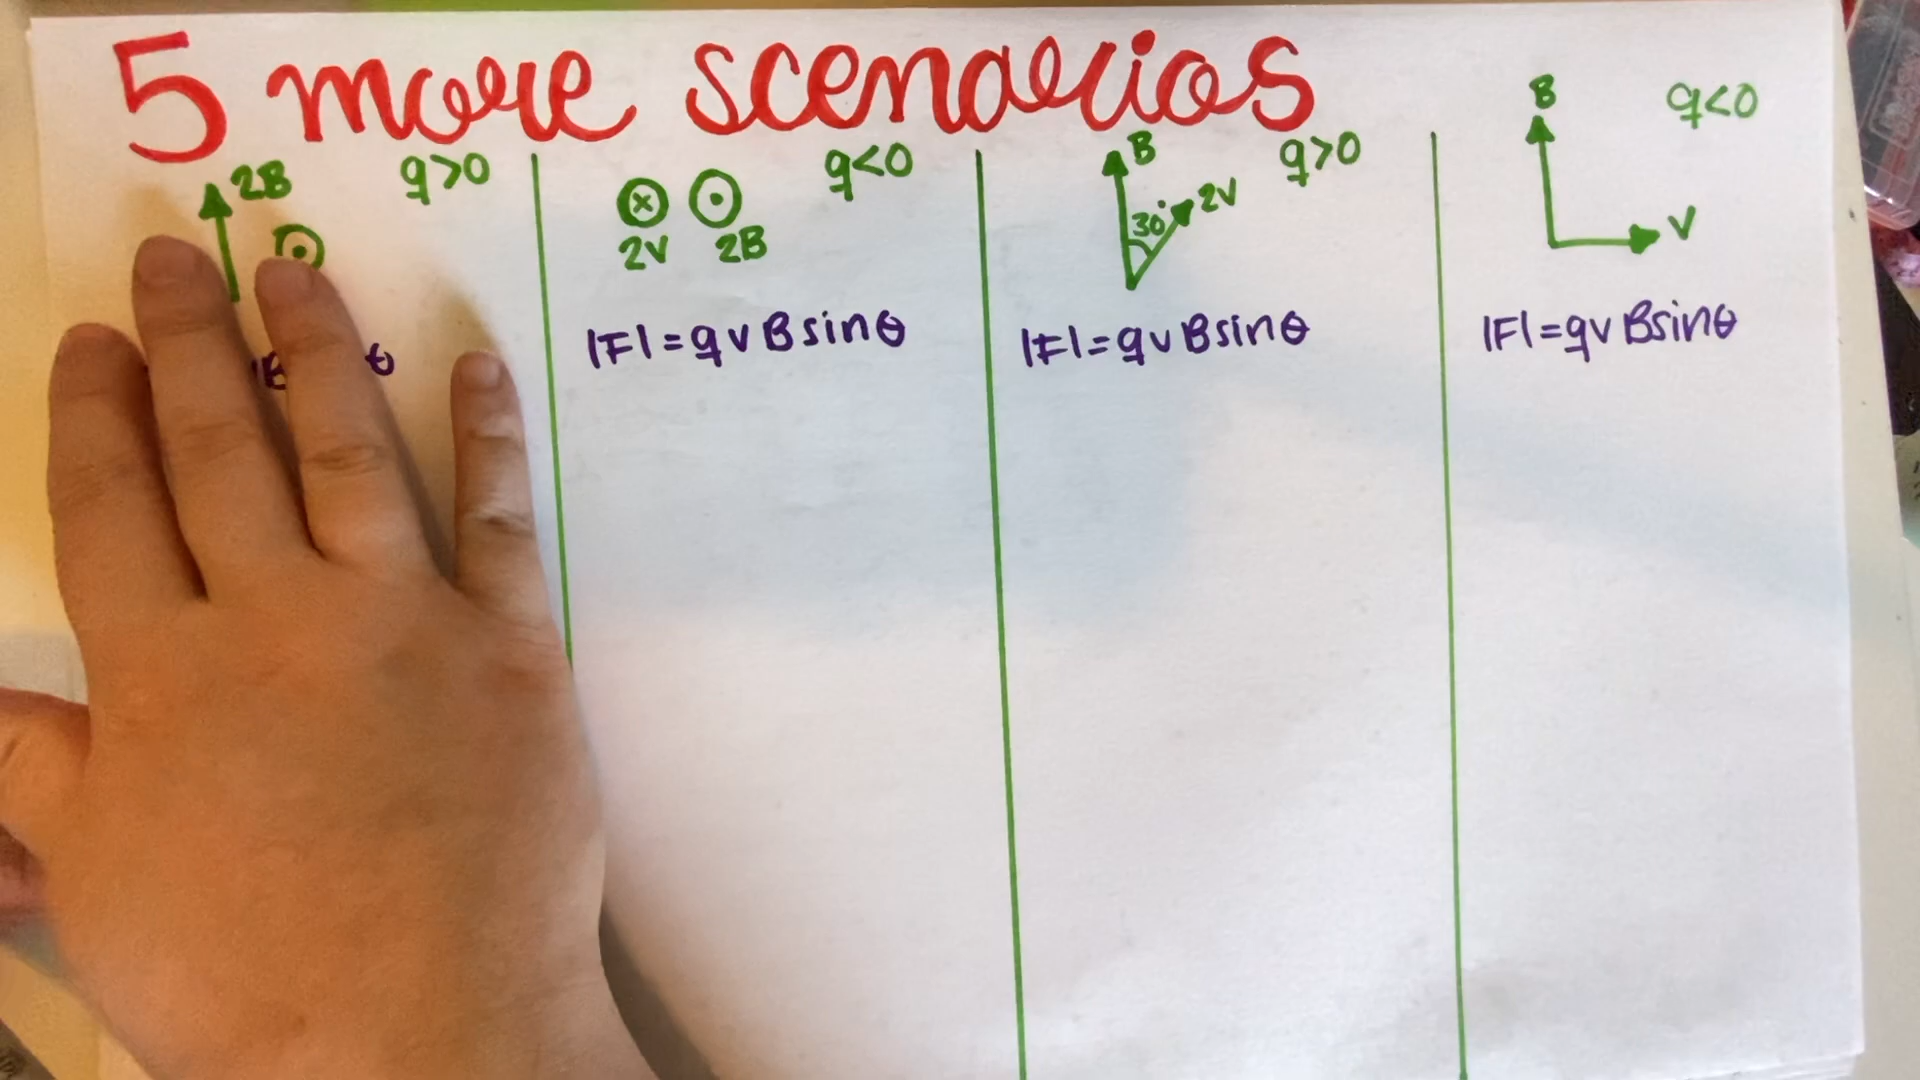 5 more scenarios
2B q>0
2V 2B q<0
B 30° 2V q>0
B V q<0
B θ
|F|=qvBsinθ
|F|=qvBsinθ
|F|=qvBsinθ